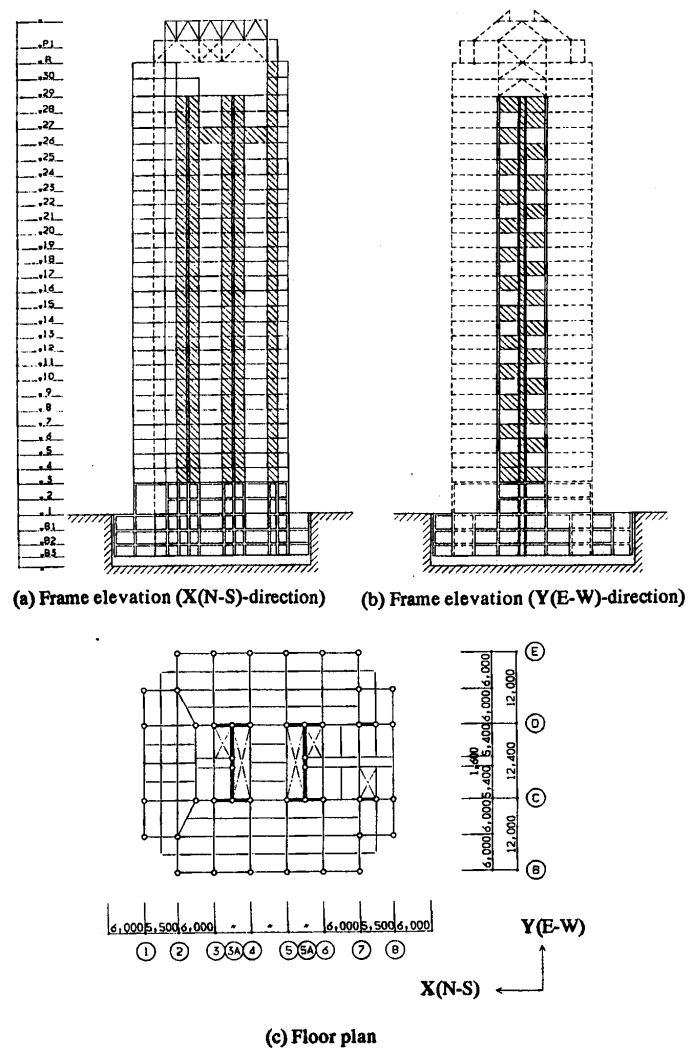 P1
R
30
29
28
27
26
25
24
23
22
21
20
19
18
17
16
15
14
13
12
11
10
9
8
7
6
5
4
3
2
1
B1
B2
B3
(a) Frame elevation (X(N-S)-direction) (b) Frame elevation (Y(E-W)-direction)
E
6,000 12,000
6,000
D
5,400 12,400
1,600
5,400
C
6,000 12,000
6,000
B
6,000 5,500 6,000 〃 〃 〃 6,000 5,500 6,000
1 2 3 3A 4 5 5A 6 7 8
Y(E-W)
X(N-S)
(c) Floor plan